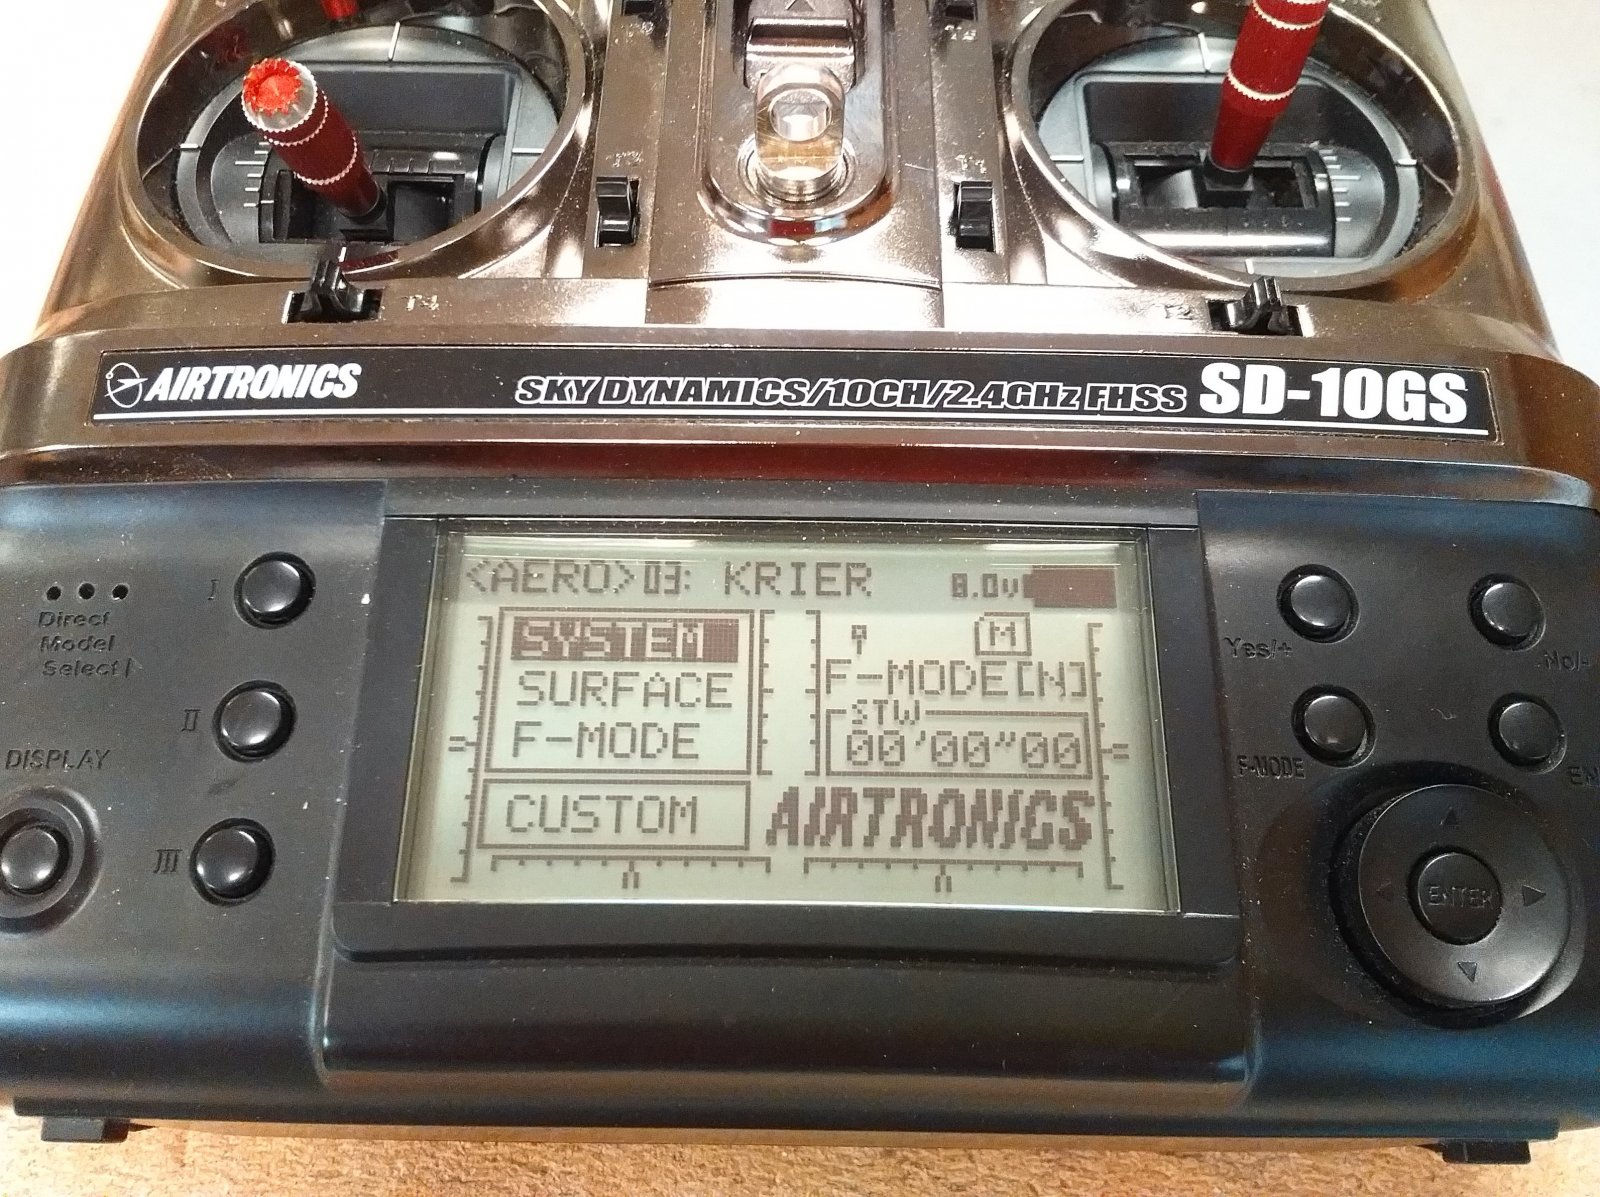 T4
T2
AIRTRONICS
SKY DYNAMICS/10CH/2.4GHz FHSS SD-10GS
Direct
Model
Select
I
II
III
DISPLAY
<AERO>03: KRIER 8.0v
SYSTEM
SURFACE
F-MODE
CUSTOM
M
F-MODE[N]
STW
00'00"00
AIRTRONICS
Yes/+
No/-
F-MODE
ENTER